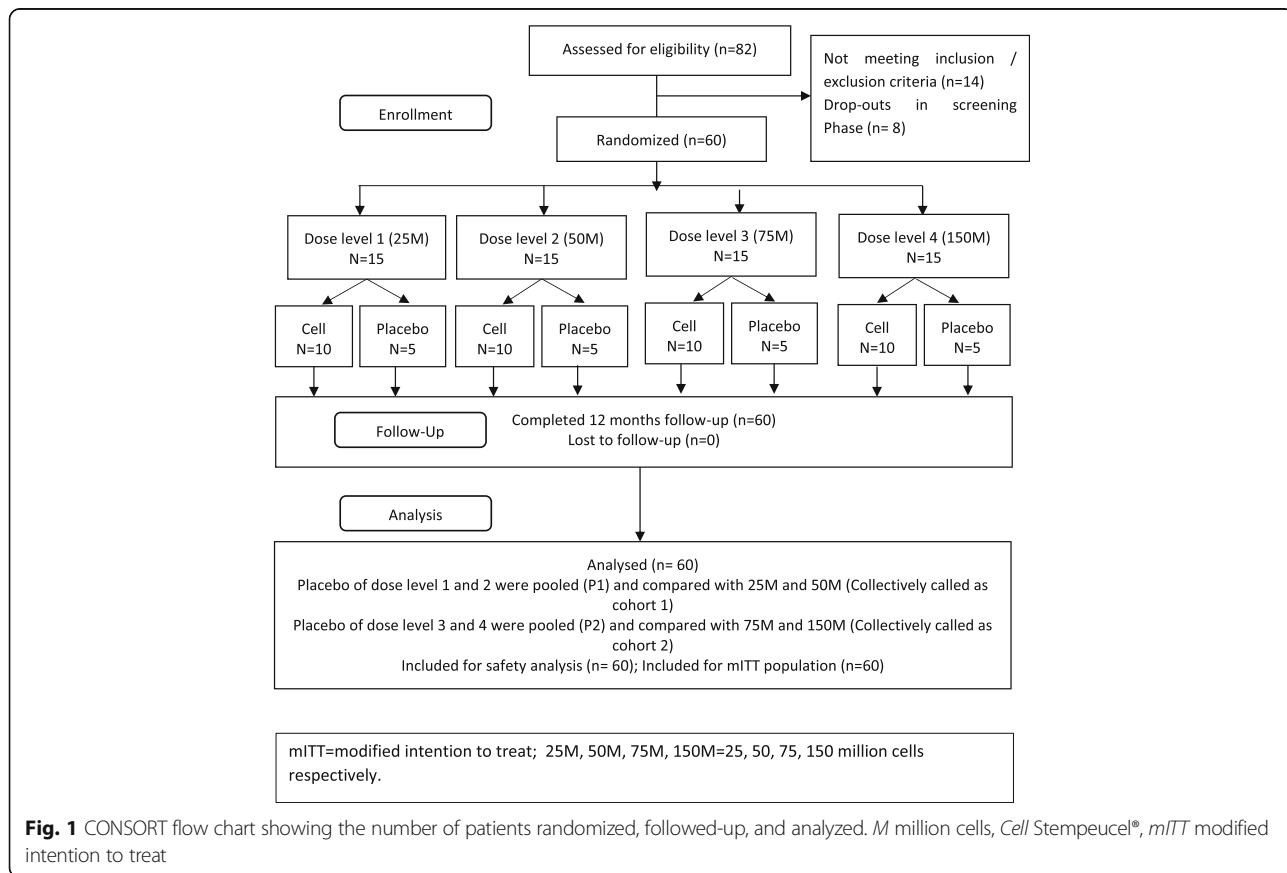 Assessed for eligibility (n=82)
Not meeting inclusion /
exclusion criteria (n=14)
Drop-outs in screening
Phase (n= 8)
Enrollment
Randomized (n=60)
Dose level 1 (25M)
N=15
Dose level 2 (50M)
N=15
Dose level 3 (75M)
N=15
Dose level 4 (150M)
N=15
Cell
N=10
Placebo
N=5
Cell
N=10
Placebo
N=5
Cell
N=10
Placebo
N=5
Cell
N=10
Placebo
N=5
Follow-Up
Completed 12 months follow-up (n=60)
Lost to follow-up (n=0)
Analysis
Analysed (n= 60)
Placebo of dose level 1 and 2 were pooled (P1) and compared with 25M and 50M (Collectively called as
cohort 1)
Placebo of dose level 3 and 4 were pooled (P2) and compared with 75M and 150M (Collectively called as
cohort 2)
Included for safety analysis (n= 60); Included for mITT population (n=60)
mITT=modified intention to treat; 25M, 50M, 75M, 150M=25, 50, 75, 150 million cells
respectively.
Fig. 1 CONSORT flow chart showing the number of patients randomized, followed-up, and analyzed. M million cells, Cell Stempeucel®, mITT modified
intention to treat